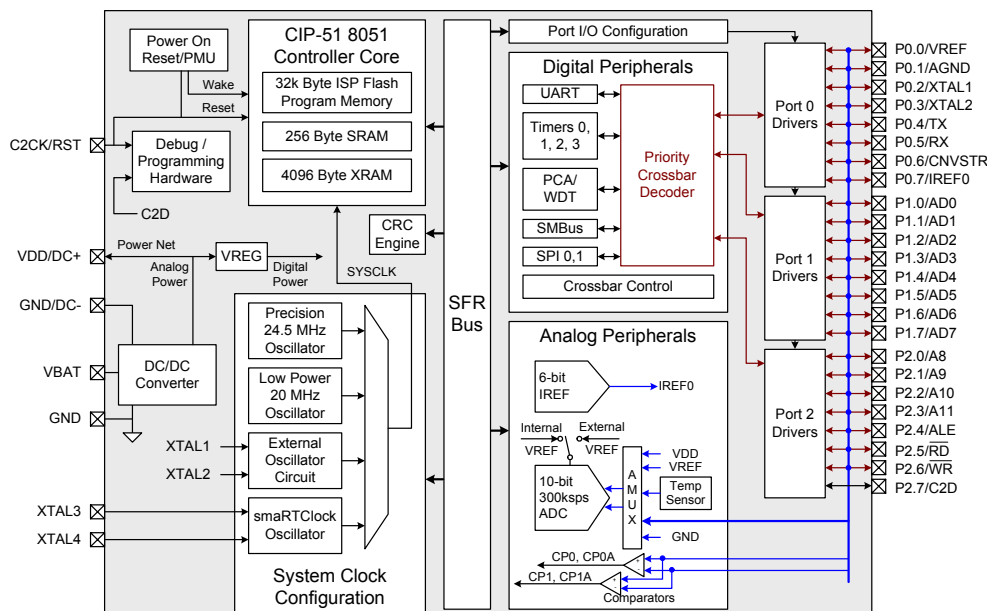 Power On
Reset/PMU
Wake
Reset
C2CK/RST
Debug /
Programming
Hardware
C2D
CIP-51 8051
Controller Core
32k Byte ISP Flash
Program Memory
256 Byte SRAM
4096 Byte XRAM
VDD/DC+
Power Net
Analog
Power
VREG
Digital
Power
SYSCLK
CRC
Engine
GND/DC-
VBAT
GND
DC/DC
Converter
XTAL1
XTAL2
XTAL3
XTAL4
Precision
24.5 MHz
Oscillator
Low Power
20 MHz
Oscillator
External
Oscillator
Circuit
smaRTClock
Oscillator
System Clock
Configuration
SFR
Bus
Port I/O Configuration
Digital Peripherals
UART
Timers 0,
1, 2, 3
PCA/
WDT
SMBus
SPI 0,1
Priority
Crossbar
Decoder
Crossbar Control
Analog Peripherals
6-bit
IREF
IREF0
Internal
VREF
External
VREF
10-bit
300ksps
ADC
A
M
U
X
VDD
VREF
Temp
Sensor
GND
CP0, CP0A
+
-
CP1, CP1A
+
-
Comparators
Port 0
Drivers
Port 1
Drivers
Port 2
Drivers
P0.0/VREF
P0.1/AGND
P0.2/XTAL1
P0.3/XTAL2
P0.4/TX
P0.5/RX
P0.6/CNVSTR
P0.7/IREF0
P1.0/AD0
P1.1/AD1
P1.2/AD2
P1.3/AD3
P1.4/AD4
P1.5/AD5
P1.6/AD6
P1.7/AD7
P2.0/A8
P2.1/A9
P2.2/A10
P2.3/A11
P2.4/ALE
P2.5/R̅D̅
P2.6/W̅R̅
P2.7/C2D